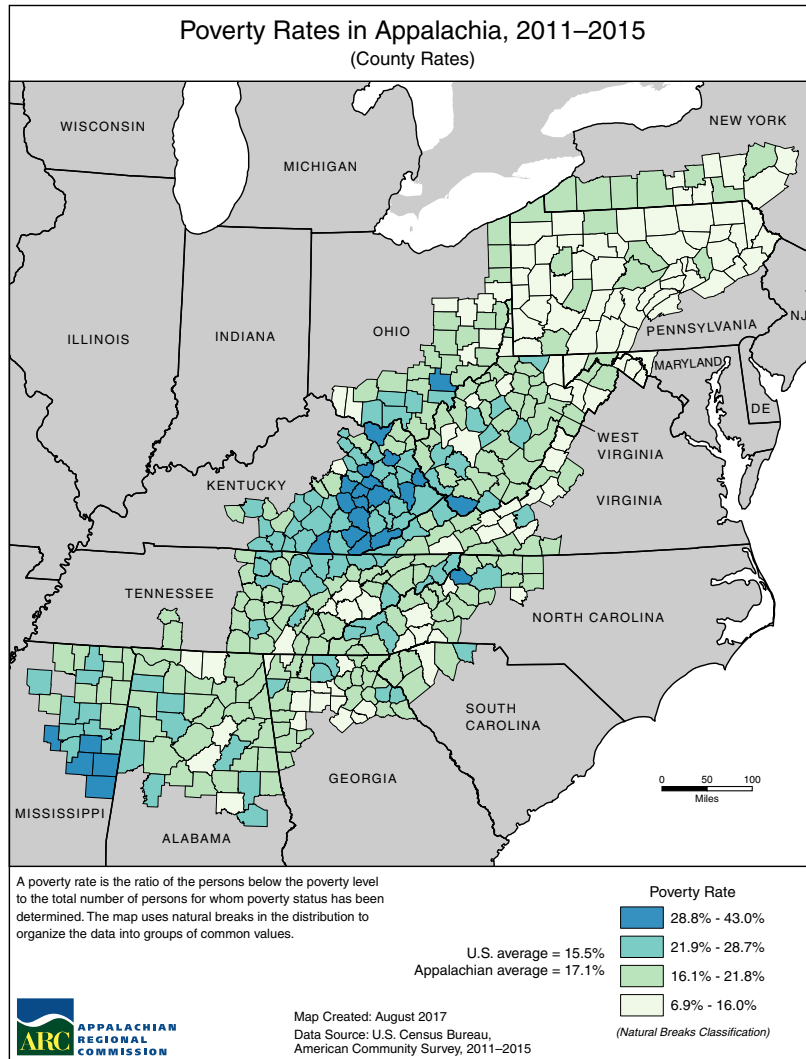 Poverty Rates in Appalachia, 2011–2015
(County Rates)
WISCONSIN
NEW YORK
MICHIGAN
ILLINOIS
INDIANA
OHIO
PENNSYLVANIA
NJ
MARYLAND
DE
WEST
VIRGINIA
KENTUCKY
VIRGINIA
TENNESSEE
NORTH CAROLINA
SOUTH
CAROLINA
GEORGIA
MISSISSIPPI
ALABAMA
0 50 100
Miles
A poverty rate is the ratio of the persons below the poverty level
to the total number of persons for whom poverty status has been
determined. The map uses natural breaks in the distribution to
organize the data into groups of common values.
U.S. average = 15.5%
Appalachian average = 17.1%
Poverty Rate
28.8% - 43.0%
21.9% - 28.7%
16.1% - 21.8%
6.9% - 16.0%
(Natural Breaks Classification)
ARC
APPALACHIAN
REGIONAL
COMMISSION
Map Created: August 2017
Data Source: U.S. Census Bureau,
American Community Survey, 2011–2015